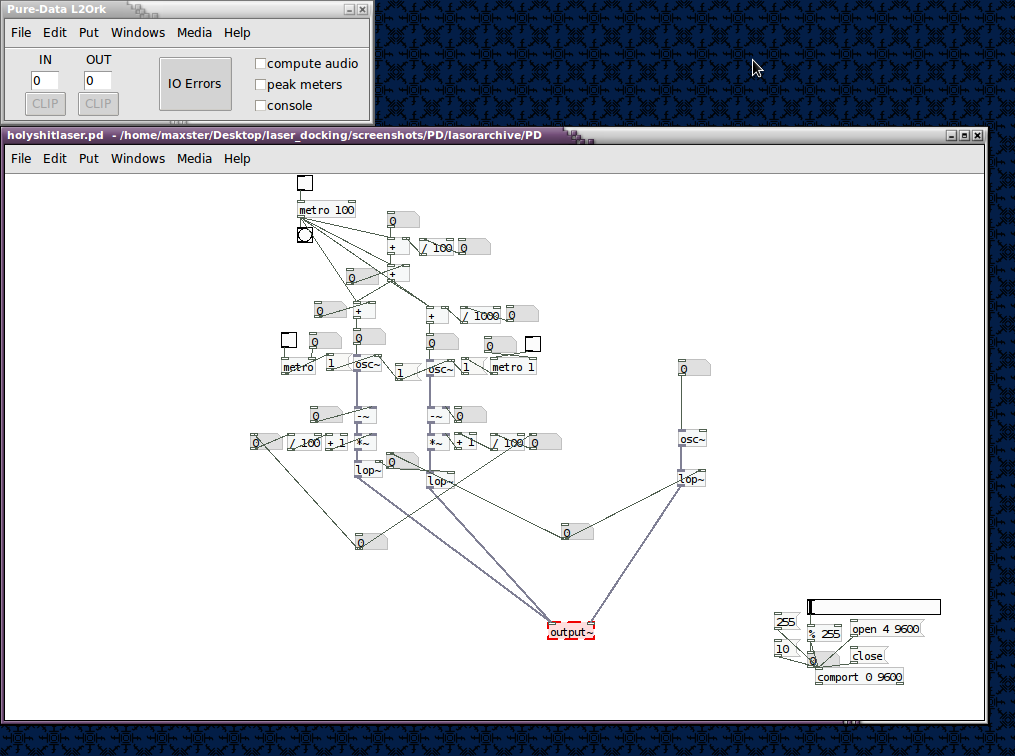 Pure-Data L2Ork
File Edit Put Windows Media Help
IN OUT
0 0
CLIP CLIP
IO Errors
compute audio
peak meters
console
holyshitlaser.pd - /home/maxster/Desktop/laser_docking/screenshots/PD/lasorarchive/PD
File Edit Put Windows Media Help
metro 100
0
+ / 100 0
0 +
0 + + / 1000 0
0 0 0 0
metro 1 osc~ 1 osc~ 1 metro 1
0
0 -~ -~ 0
osc~
0 / 100 + 1 *~ *~ + 1 / 100 0
lop~ 0 lop~
lop~
0
0
output~
255 % 255 open 4 9600
10 0 close
comport 0 9600